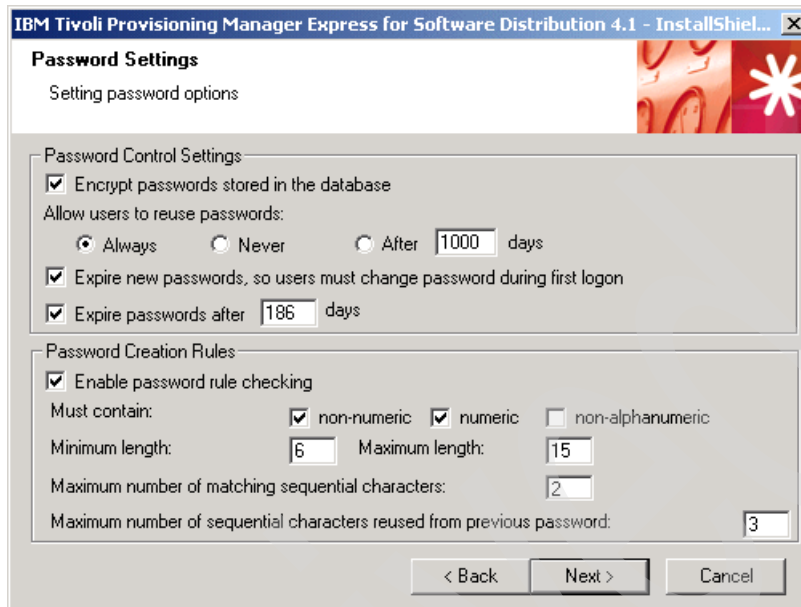 IBM Tivoli Provisioning Manager Express for Software Distribution 4.1 - InstallShiel...
Password Settings
Setting password options
Password Control Settings
Encrypt passwords stored in the database
Allow users to reuse passwords:
Always Never After 1000 days
Expire new passwords, so users must change password during first logon
Expire passwords after 186 days
Password Creation Rules
Enable password rule checking
Must contain: non-numeric numeric non-alphanumeric
Minimum length: 6 Maximum length: 15
Maximum number of matching sequential characters: 2
Maximum number of sequential characters reused from previous password: 3
< Back Next > Cancel